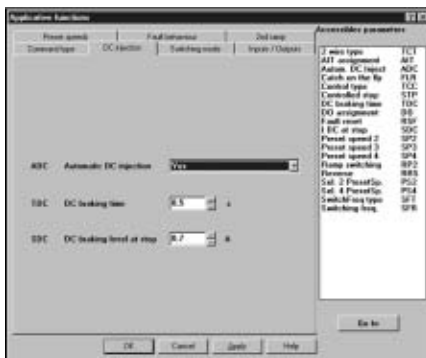 Applicative functions
Preset speeds Fault behaviour 2nd ramp
Command type DC injection Switching mode Inputs / Outputs
ADC Automatic DC injection Yes
TDC DC braking time 0.5 s
SDC DC braking level at stop 0.7 A
OK Cancel Apply Help
Accessibles parameters
2 wire type TCT
AIT assignment AIT
Autom. DC Inject ADC
Catch on the fly FLR
Control type TCC
Controlled stop STP
DC braking time TDC
DO assignment DO
Fault reset RSF
I DC at stop SDC
Preset speed 2 SP2
Preset speed 3 SP3
Preset speed 4 SP4
Ramp switching RP2
Reverse RRS
Sel. 2 PresetSp. PS2
Sel. 4 PresetSp. PS4
SwitchFreq type SFT
Switching freq. SFR
Go to